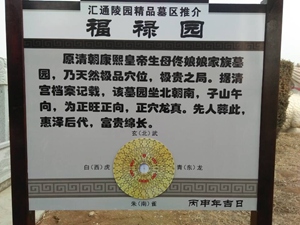 汇通陵园精品墓区推介
福禄园
原清朝康熙皇帝生母佟娘娘家族墓
园，乃天然极品穴位，极贵之局。据清
宫档案记载，该墓园坐北朝南，子山午
向，为正旺正向，正穴龙真。先人葬此，
惠泽后代，富贵绵长。
玄(北)武
白(西)虎
青(东)龙
朱(南)雀
丙申年吉日